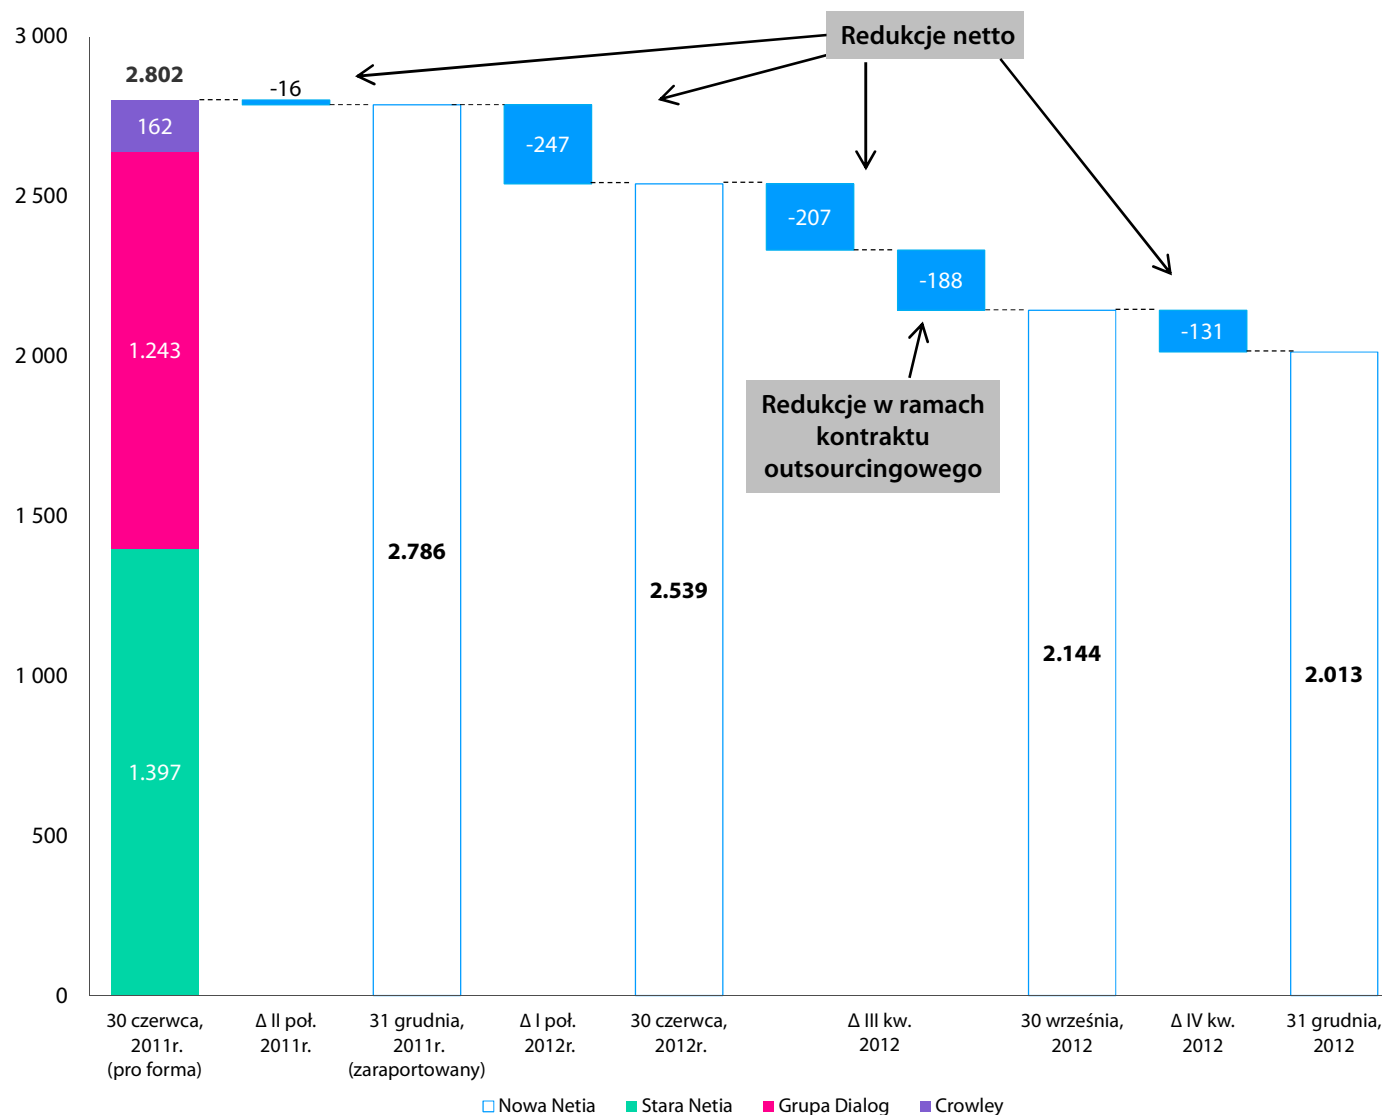 Redukcje netto
3 000
2 500
2 000
1 500
1 000
500
0
2.802
162
1.243
1.397
-16
2.786
-247
2.539
-207
-188
2.144
-131
2.013
Redukcje w ramach
kontraktu
outsourcingowego
30 czerwca,
2011r.
(pro forma)
Δ II poł.
2011r.
31 grudnia,
2011r.
(zaraportowany)
Δ I poł.
2012r.
30 czerwca,
2012r.
Δ III kw.
2012
30 września,
2012
Δ IV kw.
2012
31 grudnia,
2012
Nowa Netia
Stara Netia
Grupa Dialog
Crowley